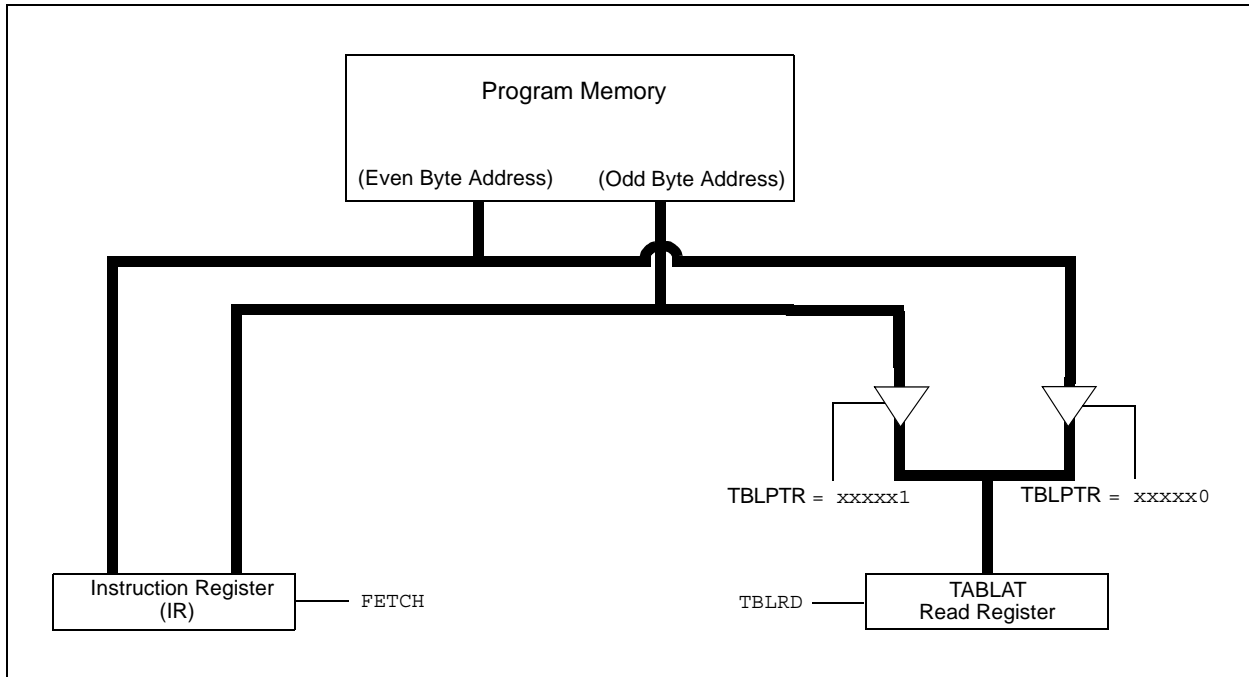 Program Memory
(Even Byte Address) (Odd Byte Address)
TBLPTR = xxxxx1 TBLPTR = xxxxx0
Instruction Register
(IR)
FETCH
TBLRD
TABLAT
Read Register